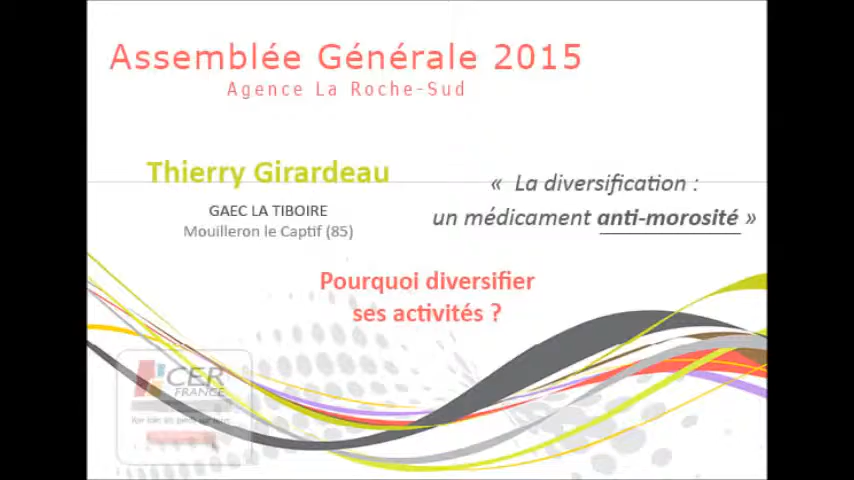 Assemblée Générale 2015
Agence La Roche-Sud
Thierry Girardeau
GAEC LA TIBOIRE
Mouilleron le Captif (85)
« La diversification :
un médicament anti-morosité »
Pourquoi diversifier
ses activités ?
CER
FRANCE